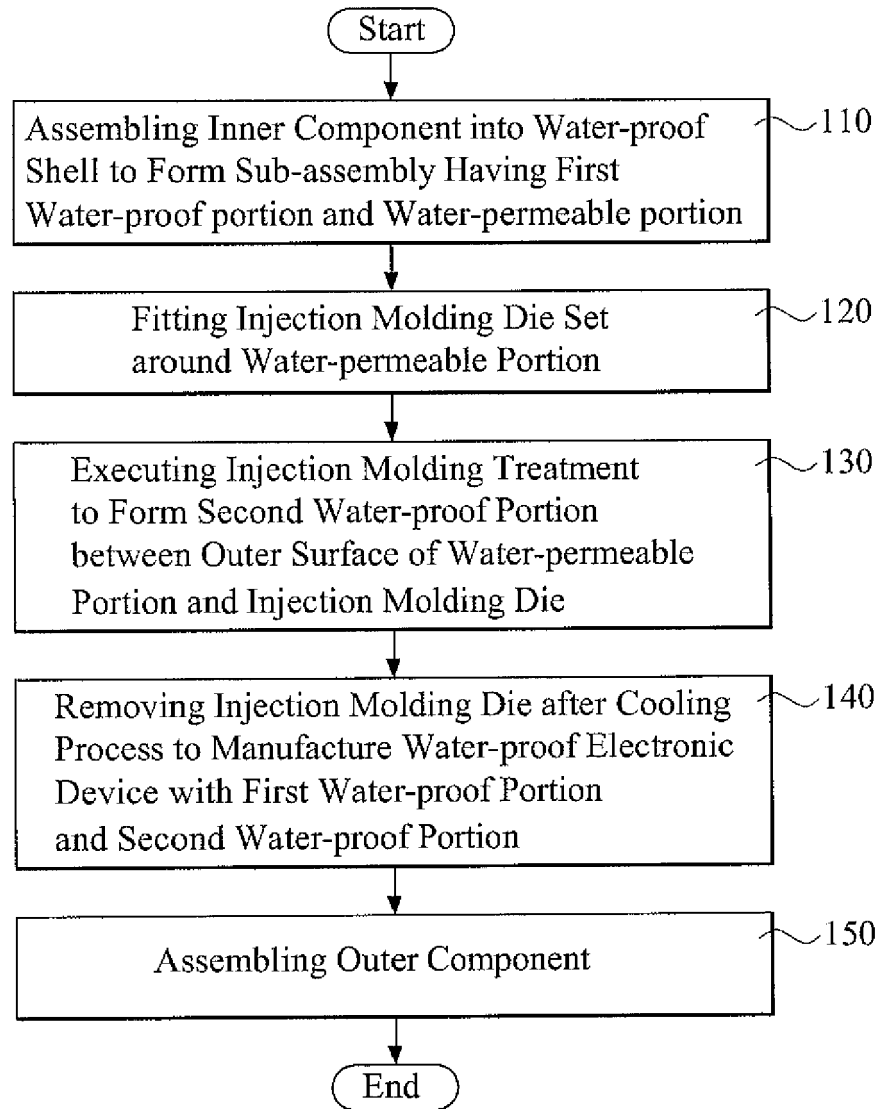 Start
Assembling Inner Component into Water-proof
Shell to Form Sub-assembly Having First
Water-proof portion and Water-permeable portion
110
Fitting Injection Molding Die Set
around Water-permeable Portion
120
Executing Injection Molding Treatment
to Form Second Water-proof Portion
between Outer Surface of Water-permeable
Portion and Injection Molding Die
130
Removing Injection Molding Die after Cooling
Process to Manufacture Water-proof Electronic
Device with First Water-proof Portion
and Second Water-proof Portion
140
Assembling Outer Component
150
End